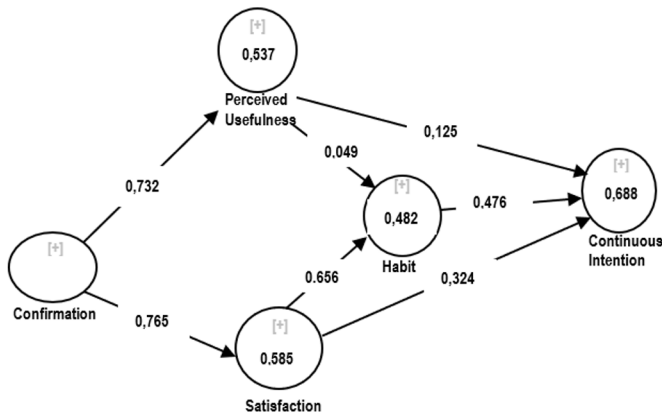 [+]
0,537
Perceived
Usefulness
0,125
0.049
0,732
[+]
0,482
Habit
0,476
[+]
0,688
Continuous
Intention
[+]
Confirmation
0.656
0,324
0,765
[+]
0,585
Satisfaction